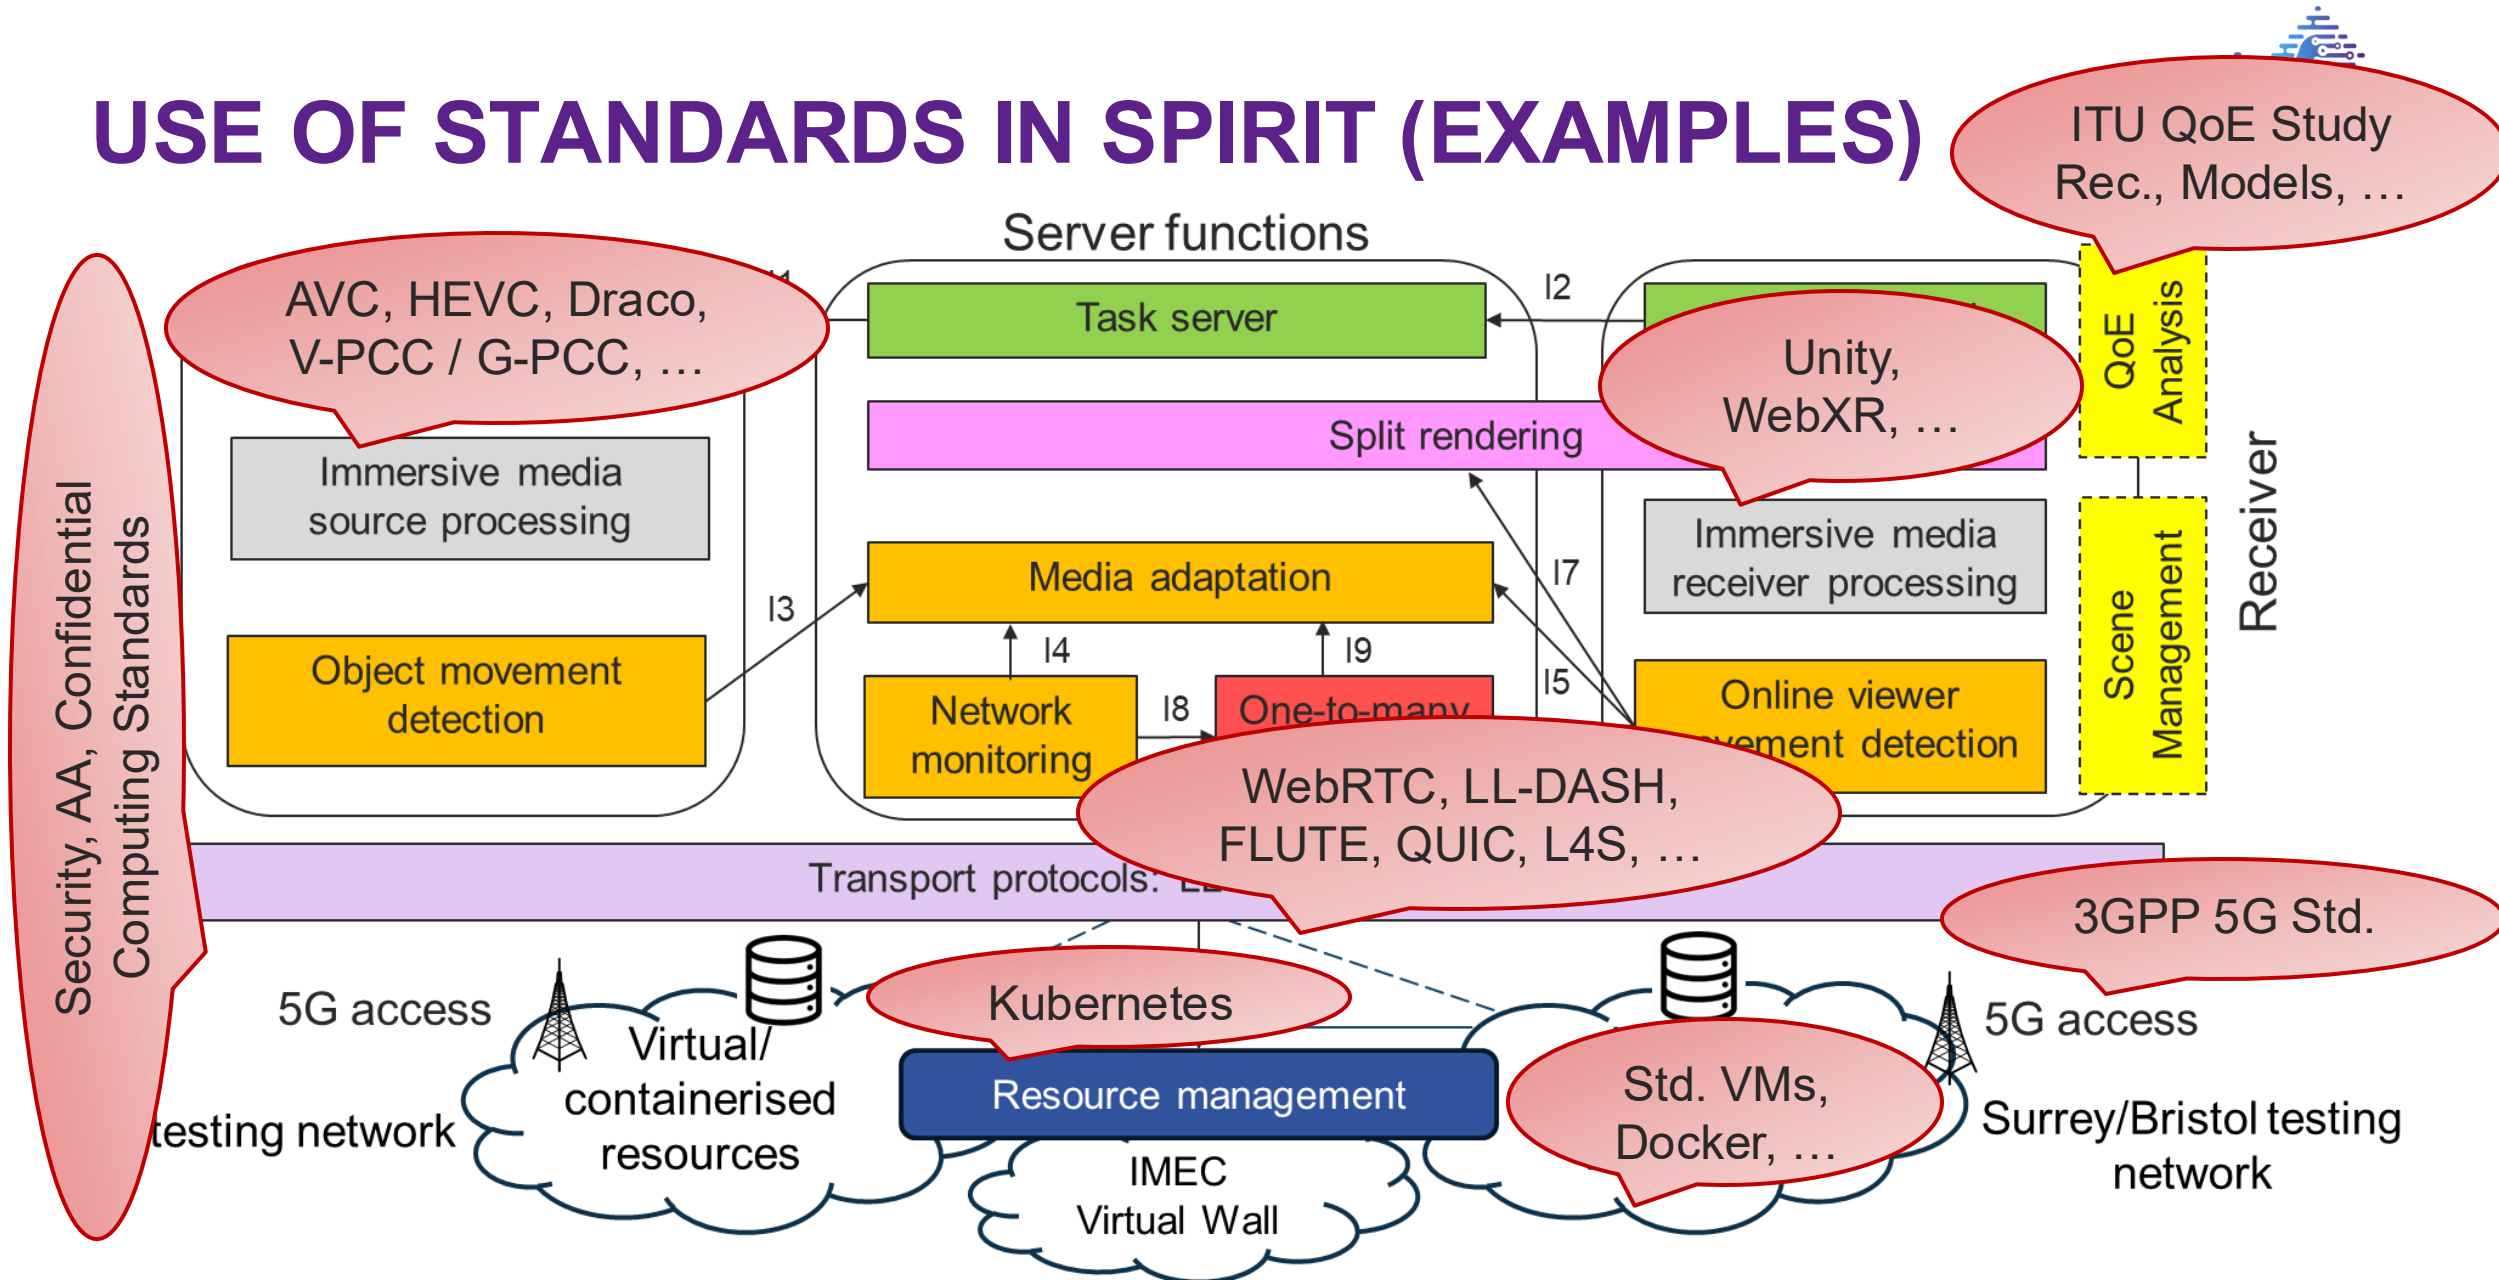 USE OF STANDARDS IN SPIRIT (EXAMPLES)
ITU QoE Study
Rec., Models, …
Server functions
AVC, HEVC, Draco,
V-PCC / G-PCC, …
Task server
I2
Unity,
WebXR, …
QoE
Analysis
Split rendering
Immersive media
source processing
Media adaptation
I7
Immersive media
receiver processing
Receiver
Scene
Management
Security, AA, Confidential
Computing Standards
I3
Object movement
detection
I4
I9
I5
Network
monitoring
I8
One-to-many
Online viewer
detection
WebRTC, LL-DASH,
FLUTE, QUIC, L4S, …
Transport protocols:
3GPP 5G Std.
Kubernetes
5G access
Virtual/
containerised
resources
testing network
Resource management
IMEC
Virtual Wall
Std. VMs,
Docker, …
5G access
Surrey/Bristol testing
network